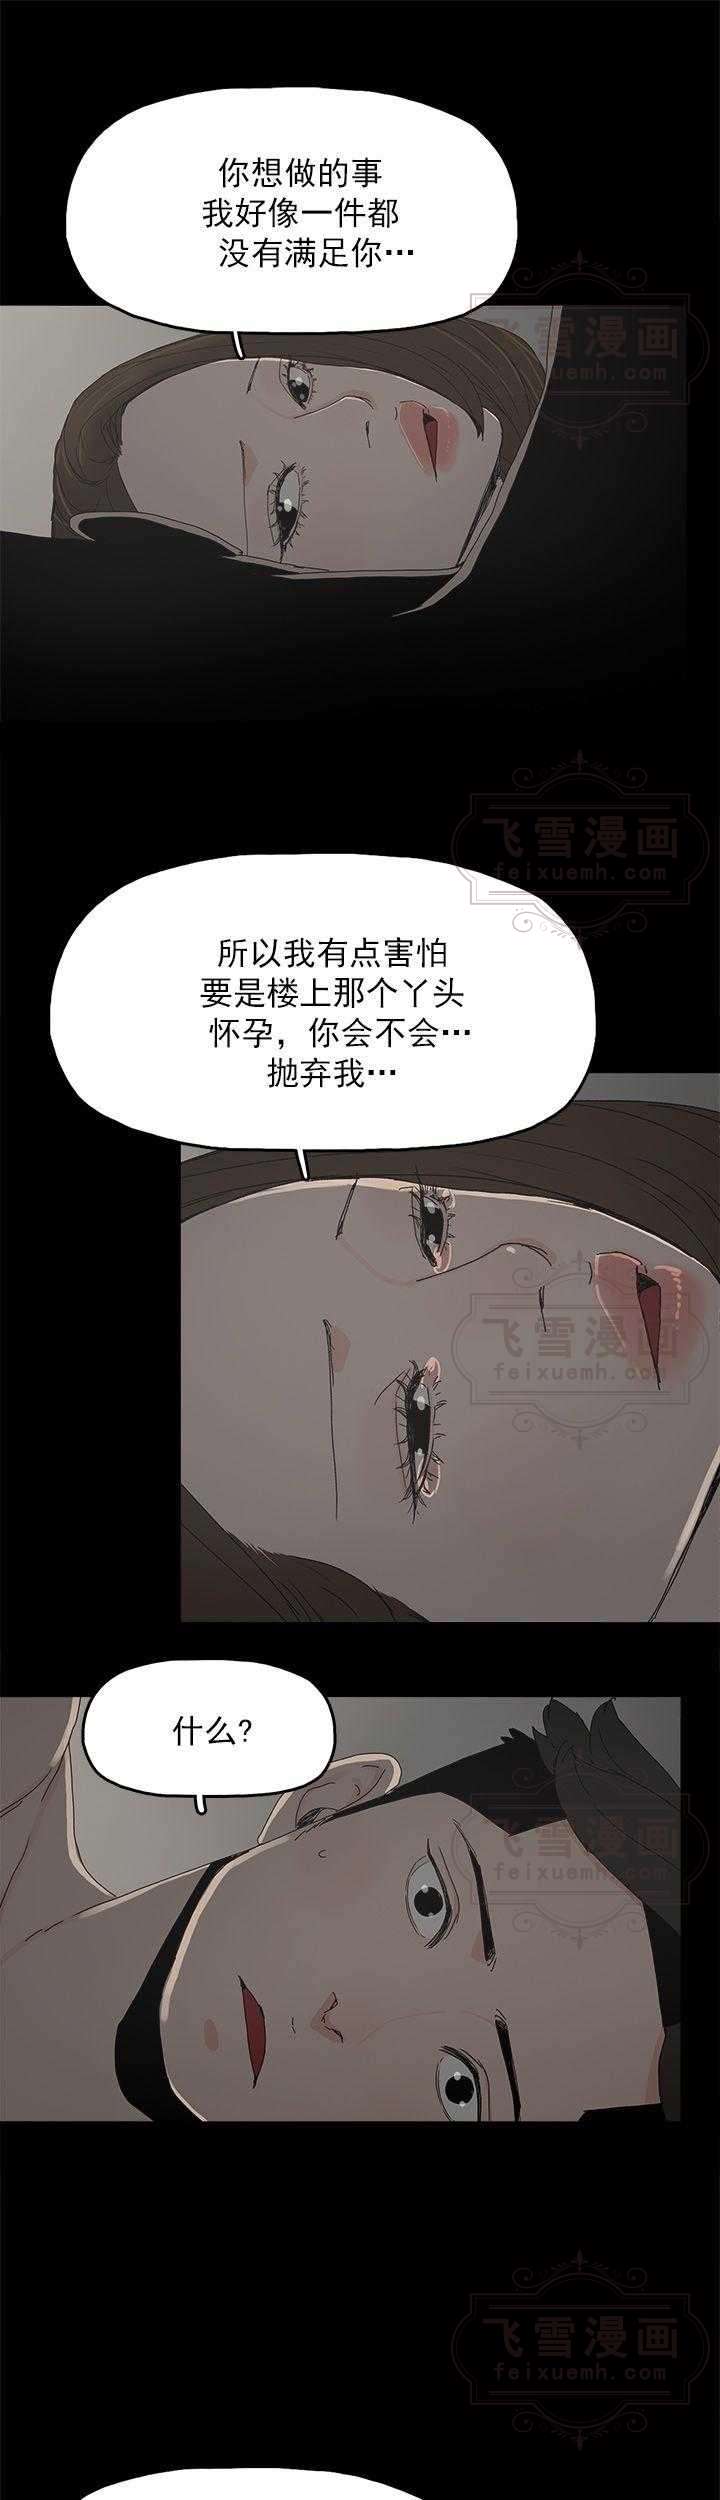 你想做的事
我好像一件都
没有满足你…
飞雪漫画
feixuemh.com
飞雪漫画
feixuemh.com
所以我有点害怕
要是楼上那个丫头
怀孕，你会不会…
抛弃我…
飞雪漫画
feixuemh.com
什么?
飞雪漫画
feixuemh.com
飞雪漫画
feixuemh.com